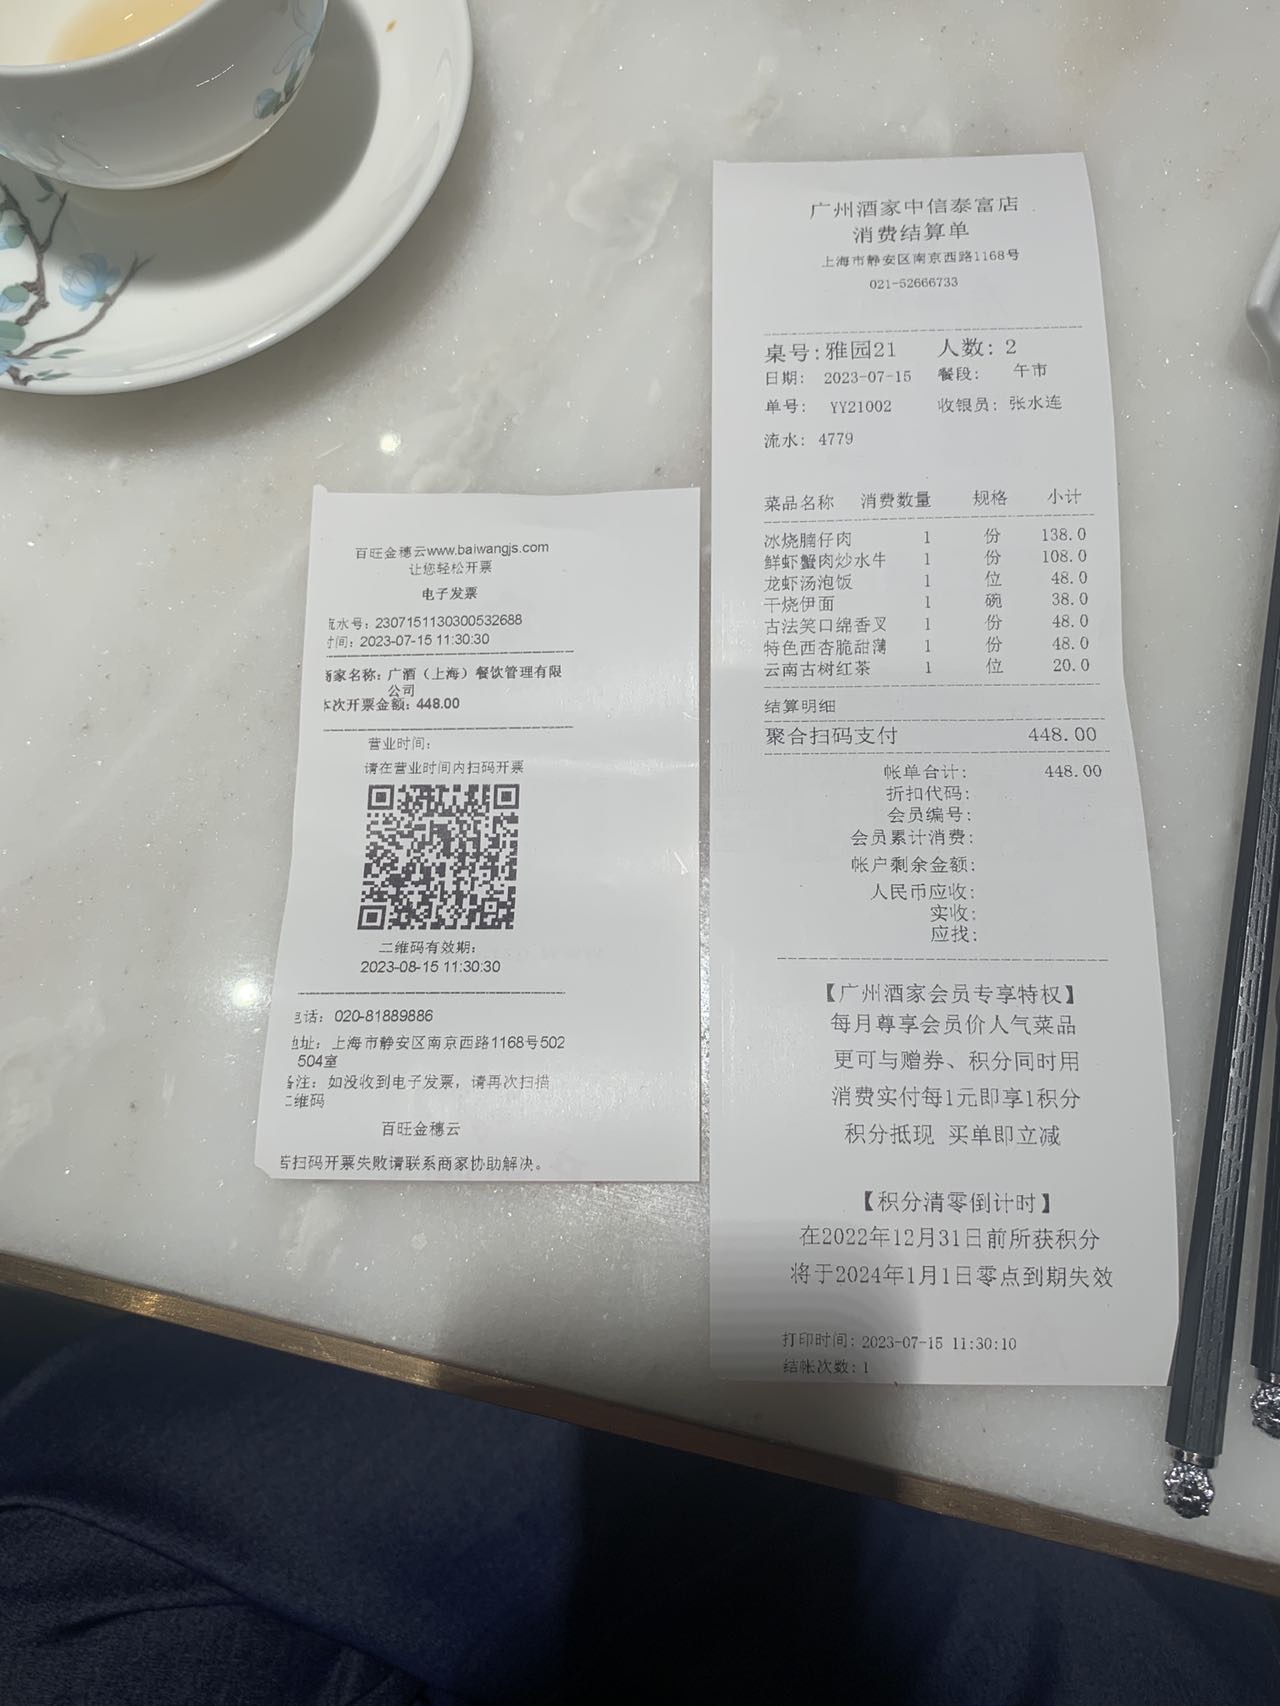 百旺金穗云www.baiwangjs.com
让您轻松开票
电子发票
流水号：2307151130300532688
时间：2023-07-15 11:30:30
商家名称：广酒（上海）餐饮管理有限
公司
本次开票金额：448.00
营业时间：
请在营业时间内扫码开票
二维码有效期：
2023-08-15 11:30:30
电话： 020-81889886
地址：上海市静安区南京西路1168号502
504室
备注：如没收到电子发票，请再次扫描
二维码
百旺金穗云
若扫码开票失败请联系商家协助解决。
广州酒家中信泰富店
消费结算单
上海市静安区南京西路1168号
021-52666733
桌号：雅园21 人数：2
日期： 2023-07-15 餐段： 午市
单号： YY21002 收银员：张水连
流水：4779
菜品名称 消费数量 规格 小计
冰烧腩仔肉 1 份 138.0
鲜虾蟹肉炒水牛 1 份 108.0
龙虾汤泡饭 1 位 48.0
干烧伊面 1 碗 38.0
古法笑口绵香叉 1 份 48.0
特色西杏脆甜薄 1 份 48.0
云南古树红茶 1 位 20.0
结算明细
聚合扫码支付 448.00
帐单合计： 448.00
折扣代码：
会员编号：
会员累计消费：
帐户剩余金额：
人民币应收：
实收：
应找：
【广州酒家会员专享特权】
每月尊享会员价人气菜品
更可与赠券、积分同时用
消费实付每1元即享1积分
积分抵现 买单即立减
【积分清零倒计时】
在2022年12月31日前所获积分
将于2024年1月1日零点到期失效
打印时间：2023-07-15 11:30:10
结帐次数：1